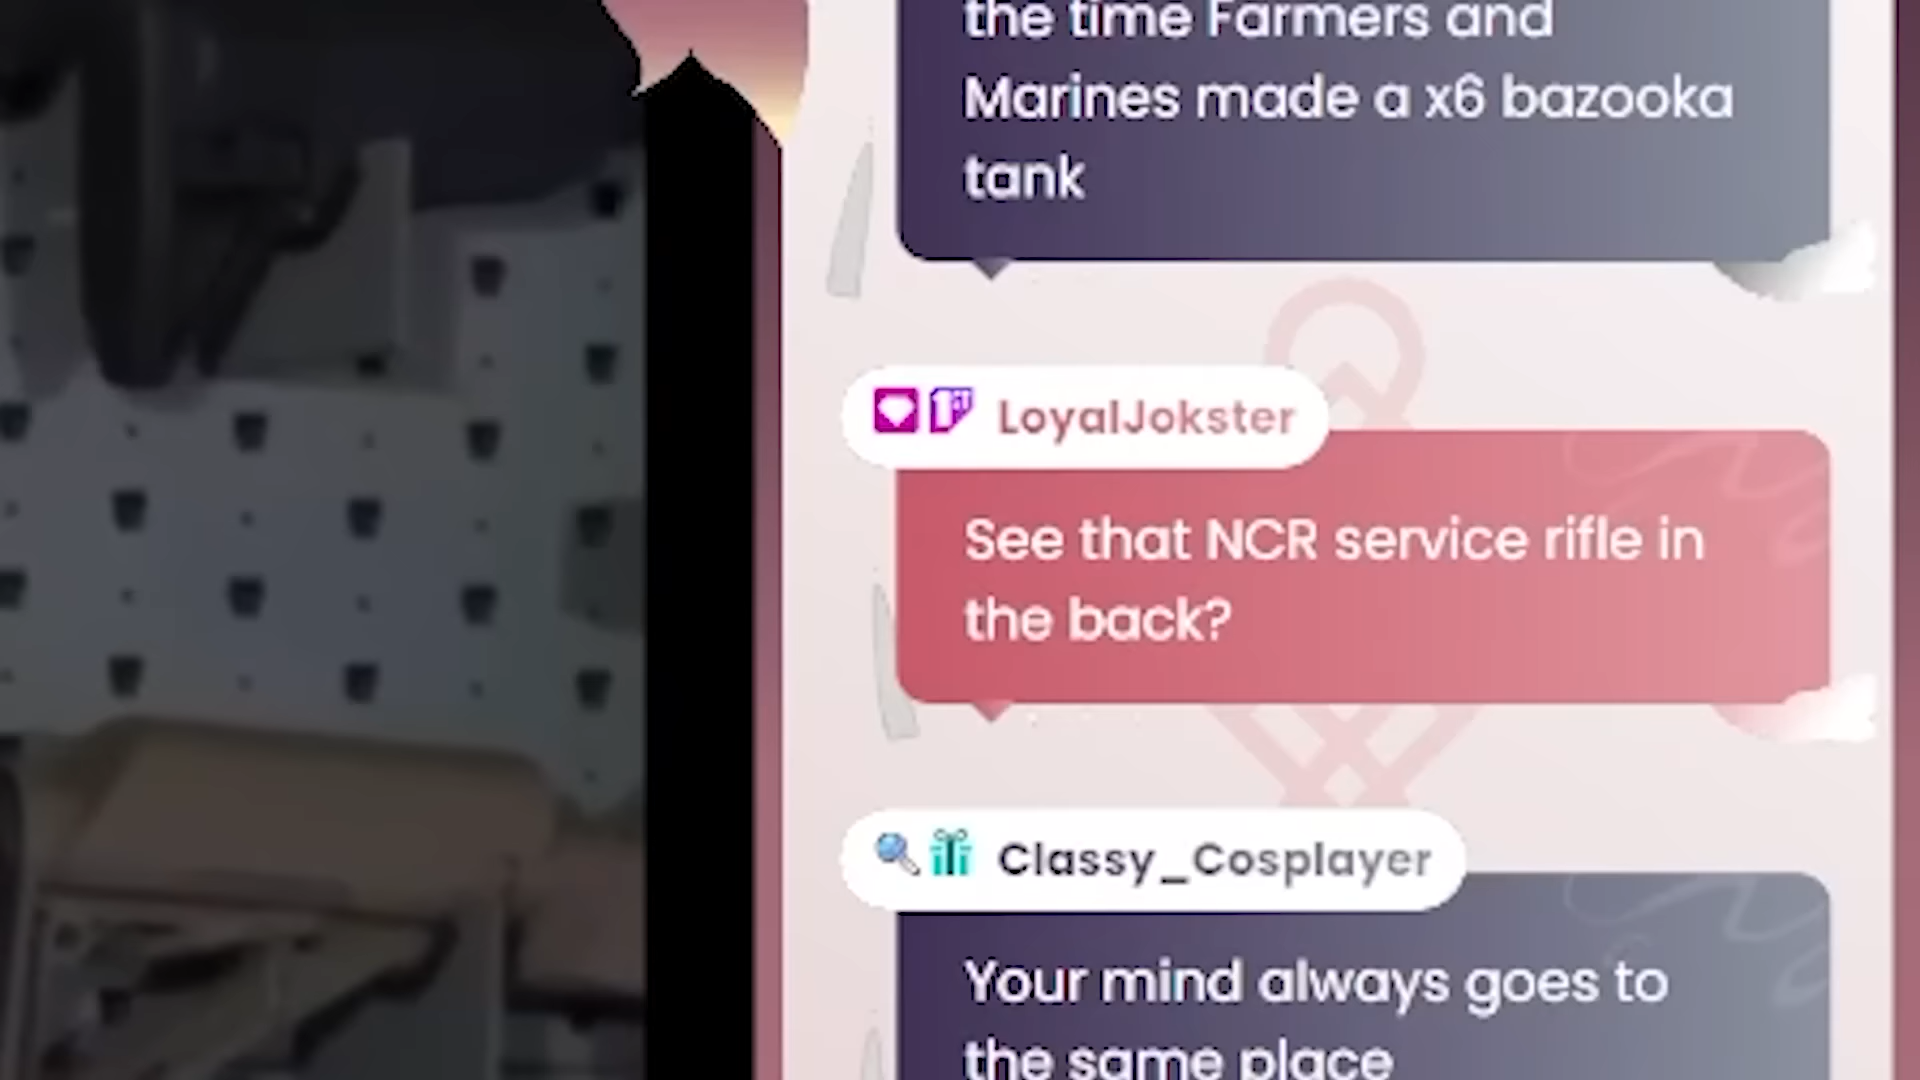 the time Farmers and
Marines made a x6 bazooka
tank
LoyalJokster
See that NCR service rifle in
the back?
Classy_Cosplayer
Your mind always goes to
the same place